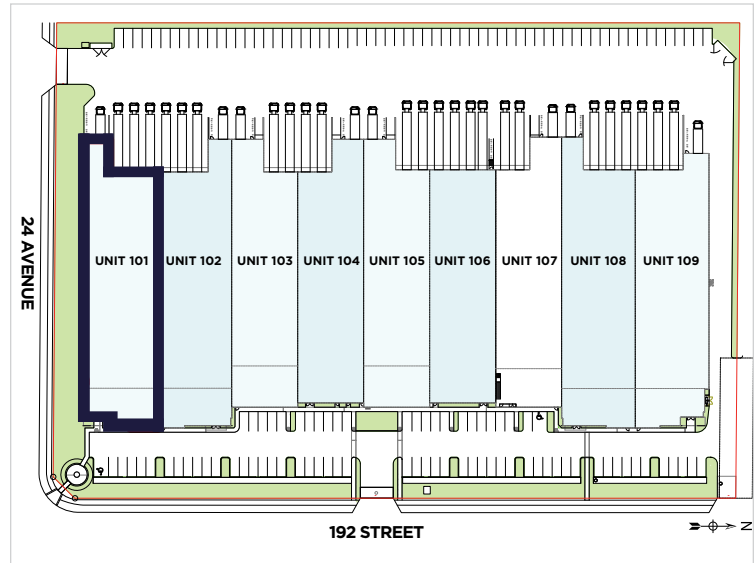 24 AVENUE
UNIT 101
UNIT 102
UNIT 103
UNIT 104
UNIT 105
UNIT 106
UNIT 107
UNIT 108
UNIT 109
192 STREET
N